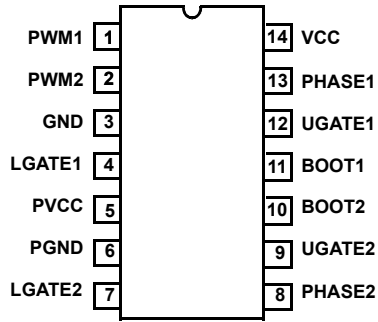 PWM1 1 14 VCC
PWM2 2 13 PHASE1
GND 3 12 UGATE1
LGATE1 4 11 BOOT1
PVCC 5 10 BOOT2
PGND 6 9 UGATE2
LGATE2 7 8 PHASE2